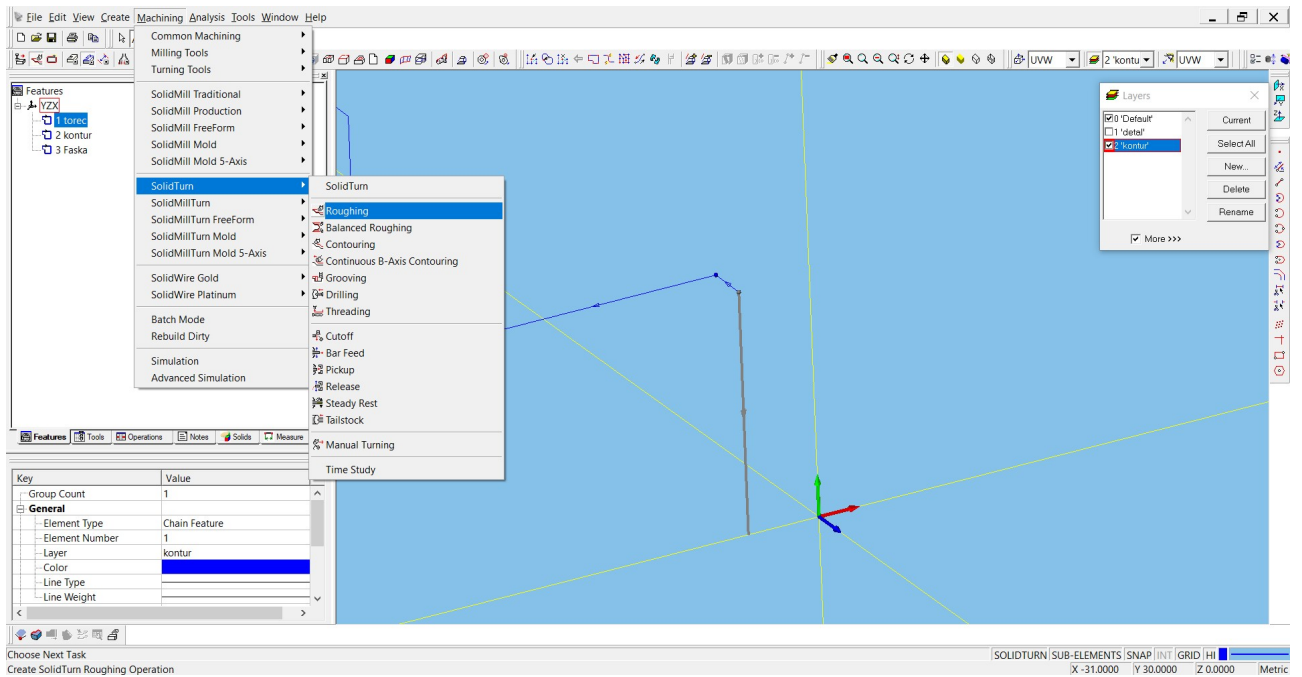 File Edit View Create Machining Analysis Tools Window Help
UVW
2 'kontu
UVW
Common Machining
Milling Tools
Turning Tools
SolidMill Traditional
SolidMill Production
SolidMill FreeForm
SolidMill Mold
SolidMill Mold 5-Axis
SolidTurn
SolidMillTurn
SolidMillTurn FreeForm
SolidMillTurn Mold
SolidMillTurn Mold 5-Axis
SolidWire Gold
SolidWire Platinum
Batch Mode
Rebuild Dirty
Simulation
Advanced Simulation
SolidTurn
Roughing
Balanced Roughing
Contouring
Continuous B-Axis Contouring
Grooving
Drilling
Threading
Cutoff
Bar Feed
Pickup
Release
Steady Rest
Tailstock
Manual Turning
Time Study
Features
YZX
1 torec
2 kontur
3 Faska
Layers
0 'Default'
1 'detal'
2 'kontur'
Current
Select All
New...
Delete
Rename
More >>>
Features Tools Operations Notes Solids Measure
Key Value
Group Count 1
General
Element Type Chain Feature
Element Number 1
Layer kontur
Color
Line Type
Line Weight
Choose Next Task
SOLIDTURN SUB-ELEMENTS SNAP INT GRID HI
Create SolidTurn Roughing Operation
X -31.0000 Y 30.0000 Z 0.0000 Metric